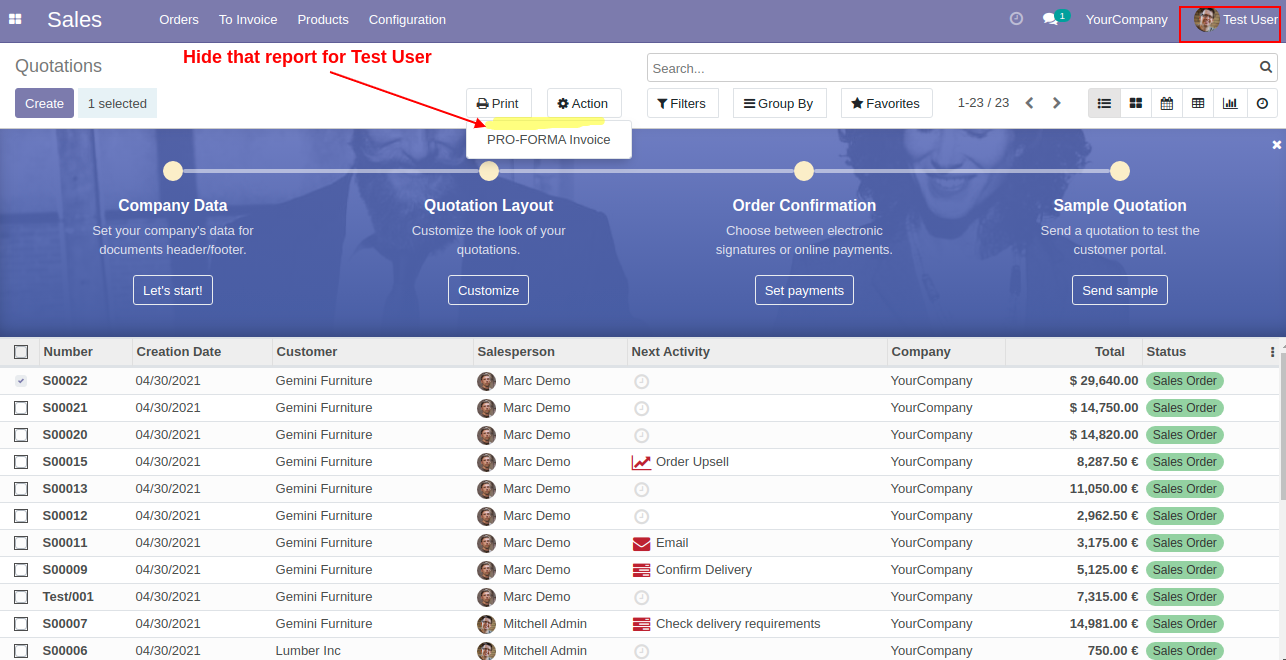 Sales Orders To Invoice Products Configuration 1 YourCompany Test User
Hide that report for Test User
Quotations
Search...
Create 1 selected Print Action Filters Group By Favorites 1-23 / 23
PRO-FORMA Invoice
Company Data Quotation Layout Order Confirmation Sample Quotation
Set your company's data for Customize the look of your Choose between electronic Send a quotation to test the
documents header/footer. quotations. signatures or online payments. customer portal.
Let's start! Customize Set payments Send sample
Number Creation Date Customer Salesperson Next Activity Company Total Status
S00022 04/30/2021 Gemini Furniture Marc Demo YourCompany $ 29,640.00 Sales Order
S00021 04/30/2021 Gemini Furniture Marc Demo YourCompany $ 14,750.00 Sales Order
S00020 04/30/2021 Gemini Furniture Marc Demo YourCompany $ 14,820.00 Sales Order
S00015 04/30/2021 Gemini Furniture Marc Demo Order Upsell YourCompany 8,287.50 € Sales Order
S00013 04/30/2021 Gemini Furniture Marc Demo YourCompany 11,050.00 € Sales Order
S00012 04/30/2021 Gemini Furniture Marc Demo YourCompany 2,962.50 € Sales Order
S00011 04/30/2021 Gemini Furniture Marc Demo Email YourCompany 3,175.00 € Sales Order
S00009 04/30/2021 Gemini Furniture Marc Demo Confirm Delivery YourCompany 5,125.00 € Sales Order
Test/001 04/30/2021 Gemini Furniture Marc Demo YourCompany 7,315.00 € Sales Order
S00007 04/30/2021 Gemini Furniture Mitchell Admin Check delivery requirements YourCompany 14,981.00 € Sales Order
S00006 04/30/2021 Lumber Inc Mitchell Admin YourCompany 750.00 € Sales Order